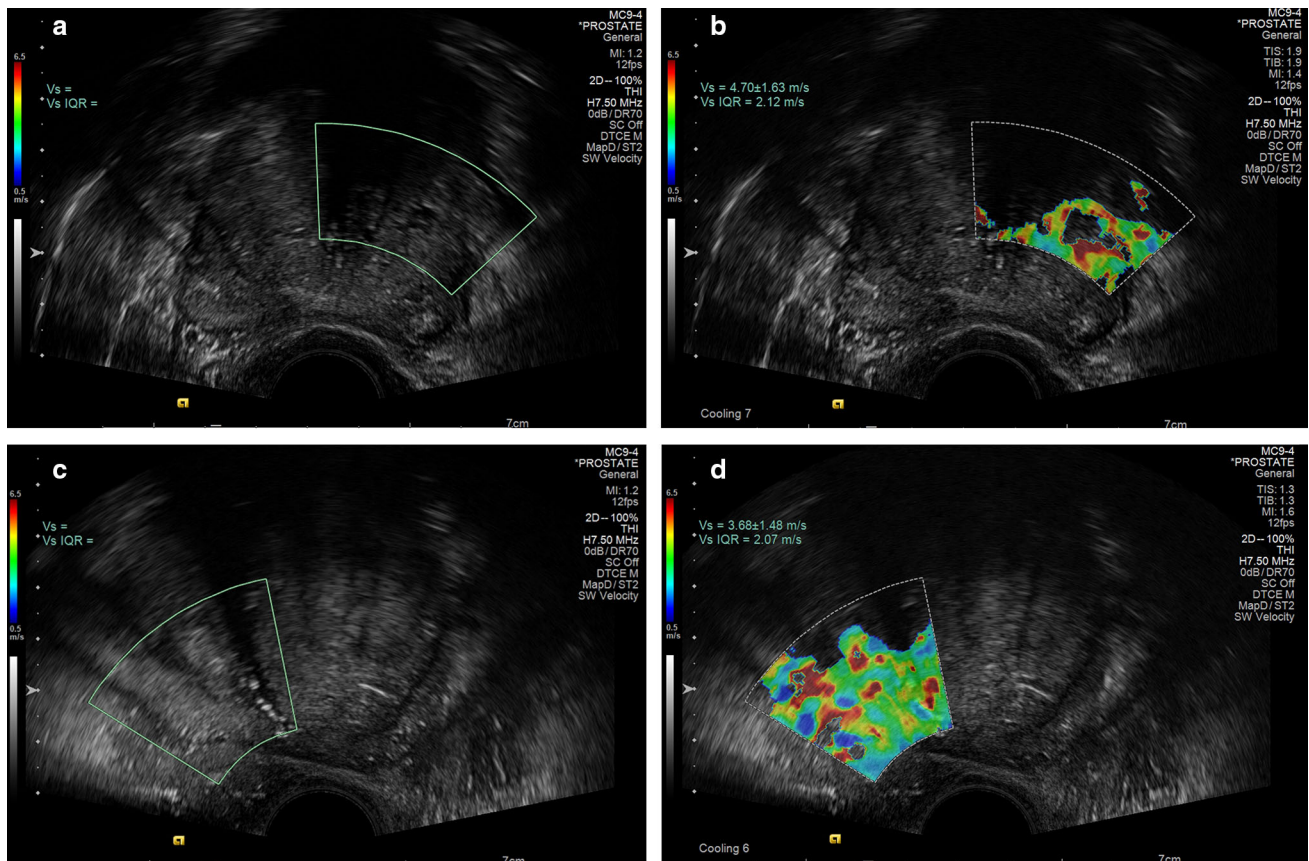 a
MC9-4
*PROSTATE
General
MI: 1.2
12fps
2D--100%
THI
H7.50 MHz
0dB/DR70
SC Off
DTCE M
MapD/ST2
SW Velocity
6.5
Vs =
Vs IQR =
0.5
m/s
7cm
b
MC9-4
*PROSTATE
General
TIS: 1.9
TIB: 1.9
MI: 1.4
12fps
2D--100%
THI
H7.50 MHz
0dB/DR70
SC Off
DTCE M
MapD/ST2
SW Velocity
6.5
Vs = 4.70±1.63 m/s
Vs IQR = 2.12 m/s
0.5
m/s
Cooling 7
7cm
c
MC9-4
*PROSTATE
General
MI: 1.2
12fps
2D--100%
THI
H7.50 MHz
0dB/DR70
SC Off
DTCE M
MapD/ST2
SW Velocity
6.5
Vs =
Vs IQR =
0.5
m/s
7cm
d
MC9-4
*PROSTATE
General
TIS: 1.3
TIB: 1.3
MI: 1.6
12fps
2D--100%
THI
H7.50 MHz
0dB/DR70
SC Off
DTCE M
MapD/ST2
SW Velocity
6.5
Vs = 3.68±1.48 m/s
Vs IQR = 2.07 m/s
0.5
m/s
Cooling 6
7cm